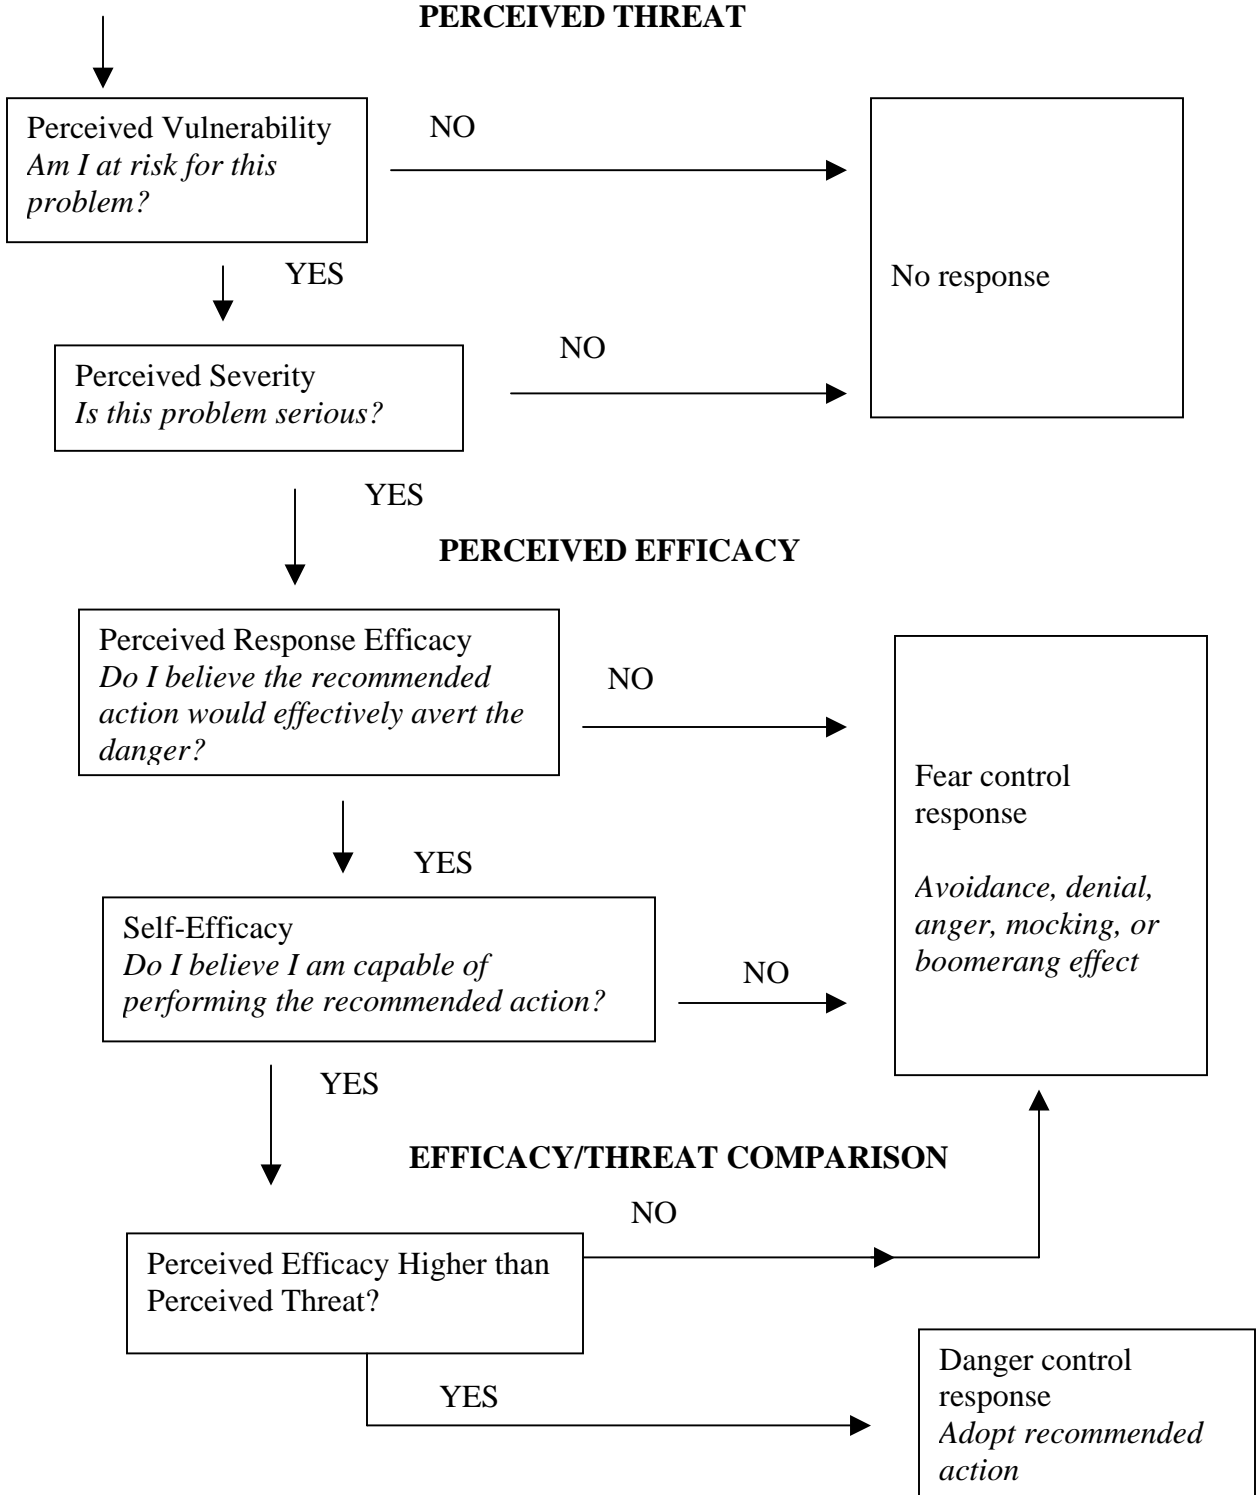 PERCEIVED THREAT
Perceived Vulnerability
Am I at risk for this
problem?
NO
No response
YES
Perceived Severity
Is this problem serious?
NO
YES
PERCEIVED EFFICACY
Perceived Response Efficacy
Do I believe the recommended
action would effectively avert the
danger?
NO
Fear control
response
Avoidance, denial,
anger, mocking, or
boomerang effect
YES
Self-Efficacy
Do I believe I am capable of
performing the recommended action?
NO
YES
EFFICACY/THREAT COMPARISON
NO
Perceived Efficacy Higher than
Perceived Threat?
YES
Danger control
response
Adopt recommended
action